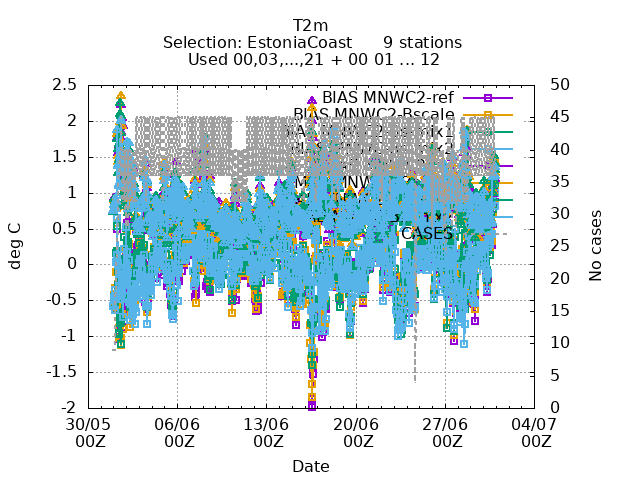 T2m
Selection: EstoniaCoast 9 stations
Used 00,03,...,21 + 00 01 ... 12
2.5
2
1.5
1
0.5
0
-0.5
-1
-1.5
-2
50
45
40
35
30
25
20
15
10
5
0
deg C
No cases
BIAS MNWC2-ref
BIAS MNWC2-Bscale
CASES
30/05 06/06 13/06 20/06 27/06 04/07
00Z 00Z 00Z 00Z 00Z 00Z
Date